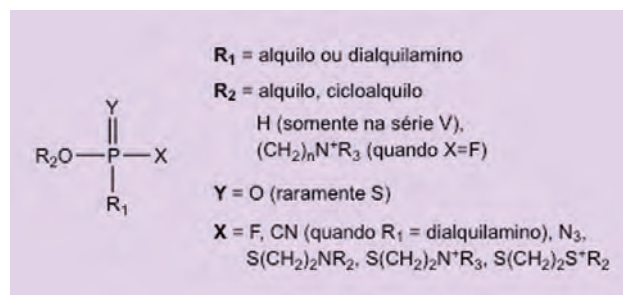 R₁ = alquilo ou dialquilamino
R₂ = alquilo, cicloalquilo
H (somente na série V),
(CH₂)ₙN⁺R₃ (quando X=F)
Y = O (raramente S)
X = F, CN (quando R₁ = dialquilamino), N₃,
S(CH₂)₂NR₂, S(CH₂)₂N⁺R₃, S(CH₂)₂S⁺R₂
Y
R₂O—P—X
R₁